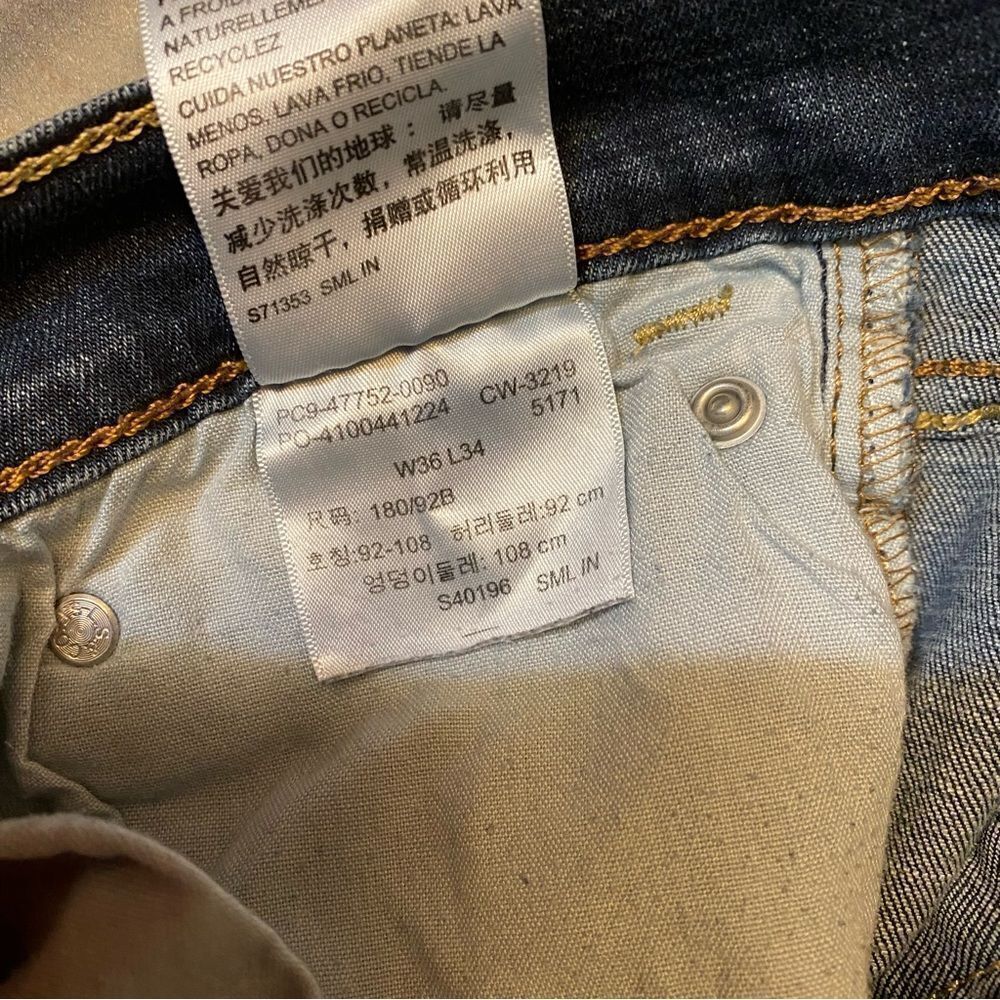 A FROID
NATURELLEME
RECYCLEZ
CUIDA NUESTRO PLANETA: LAVA
MENOS, LAVA FRIO, TIENDE LA
ROPA, DONA O RECICLA.
关爱我们的地球：请尽量
减少洗涤次数，常温洗涤，
自然晾干，捐赠或循环利用
S71353 SML IN
PC9-47752-0090 CW-3219
PO-4100441224 5171
W36 L34
尺码: 180/92B
호칭:92-108 허리둘레:92 cm
엉덩이둘레: 108 cm
S40196 SML IN